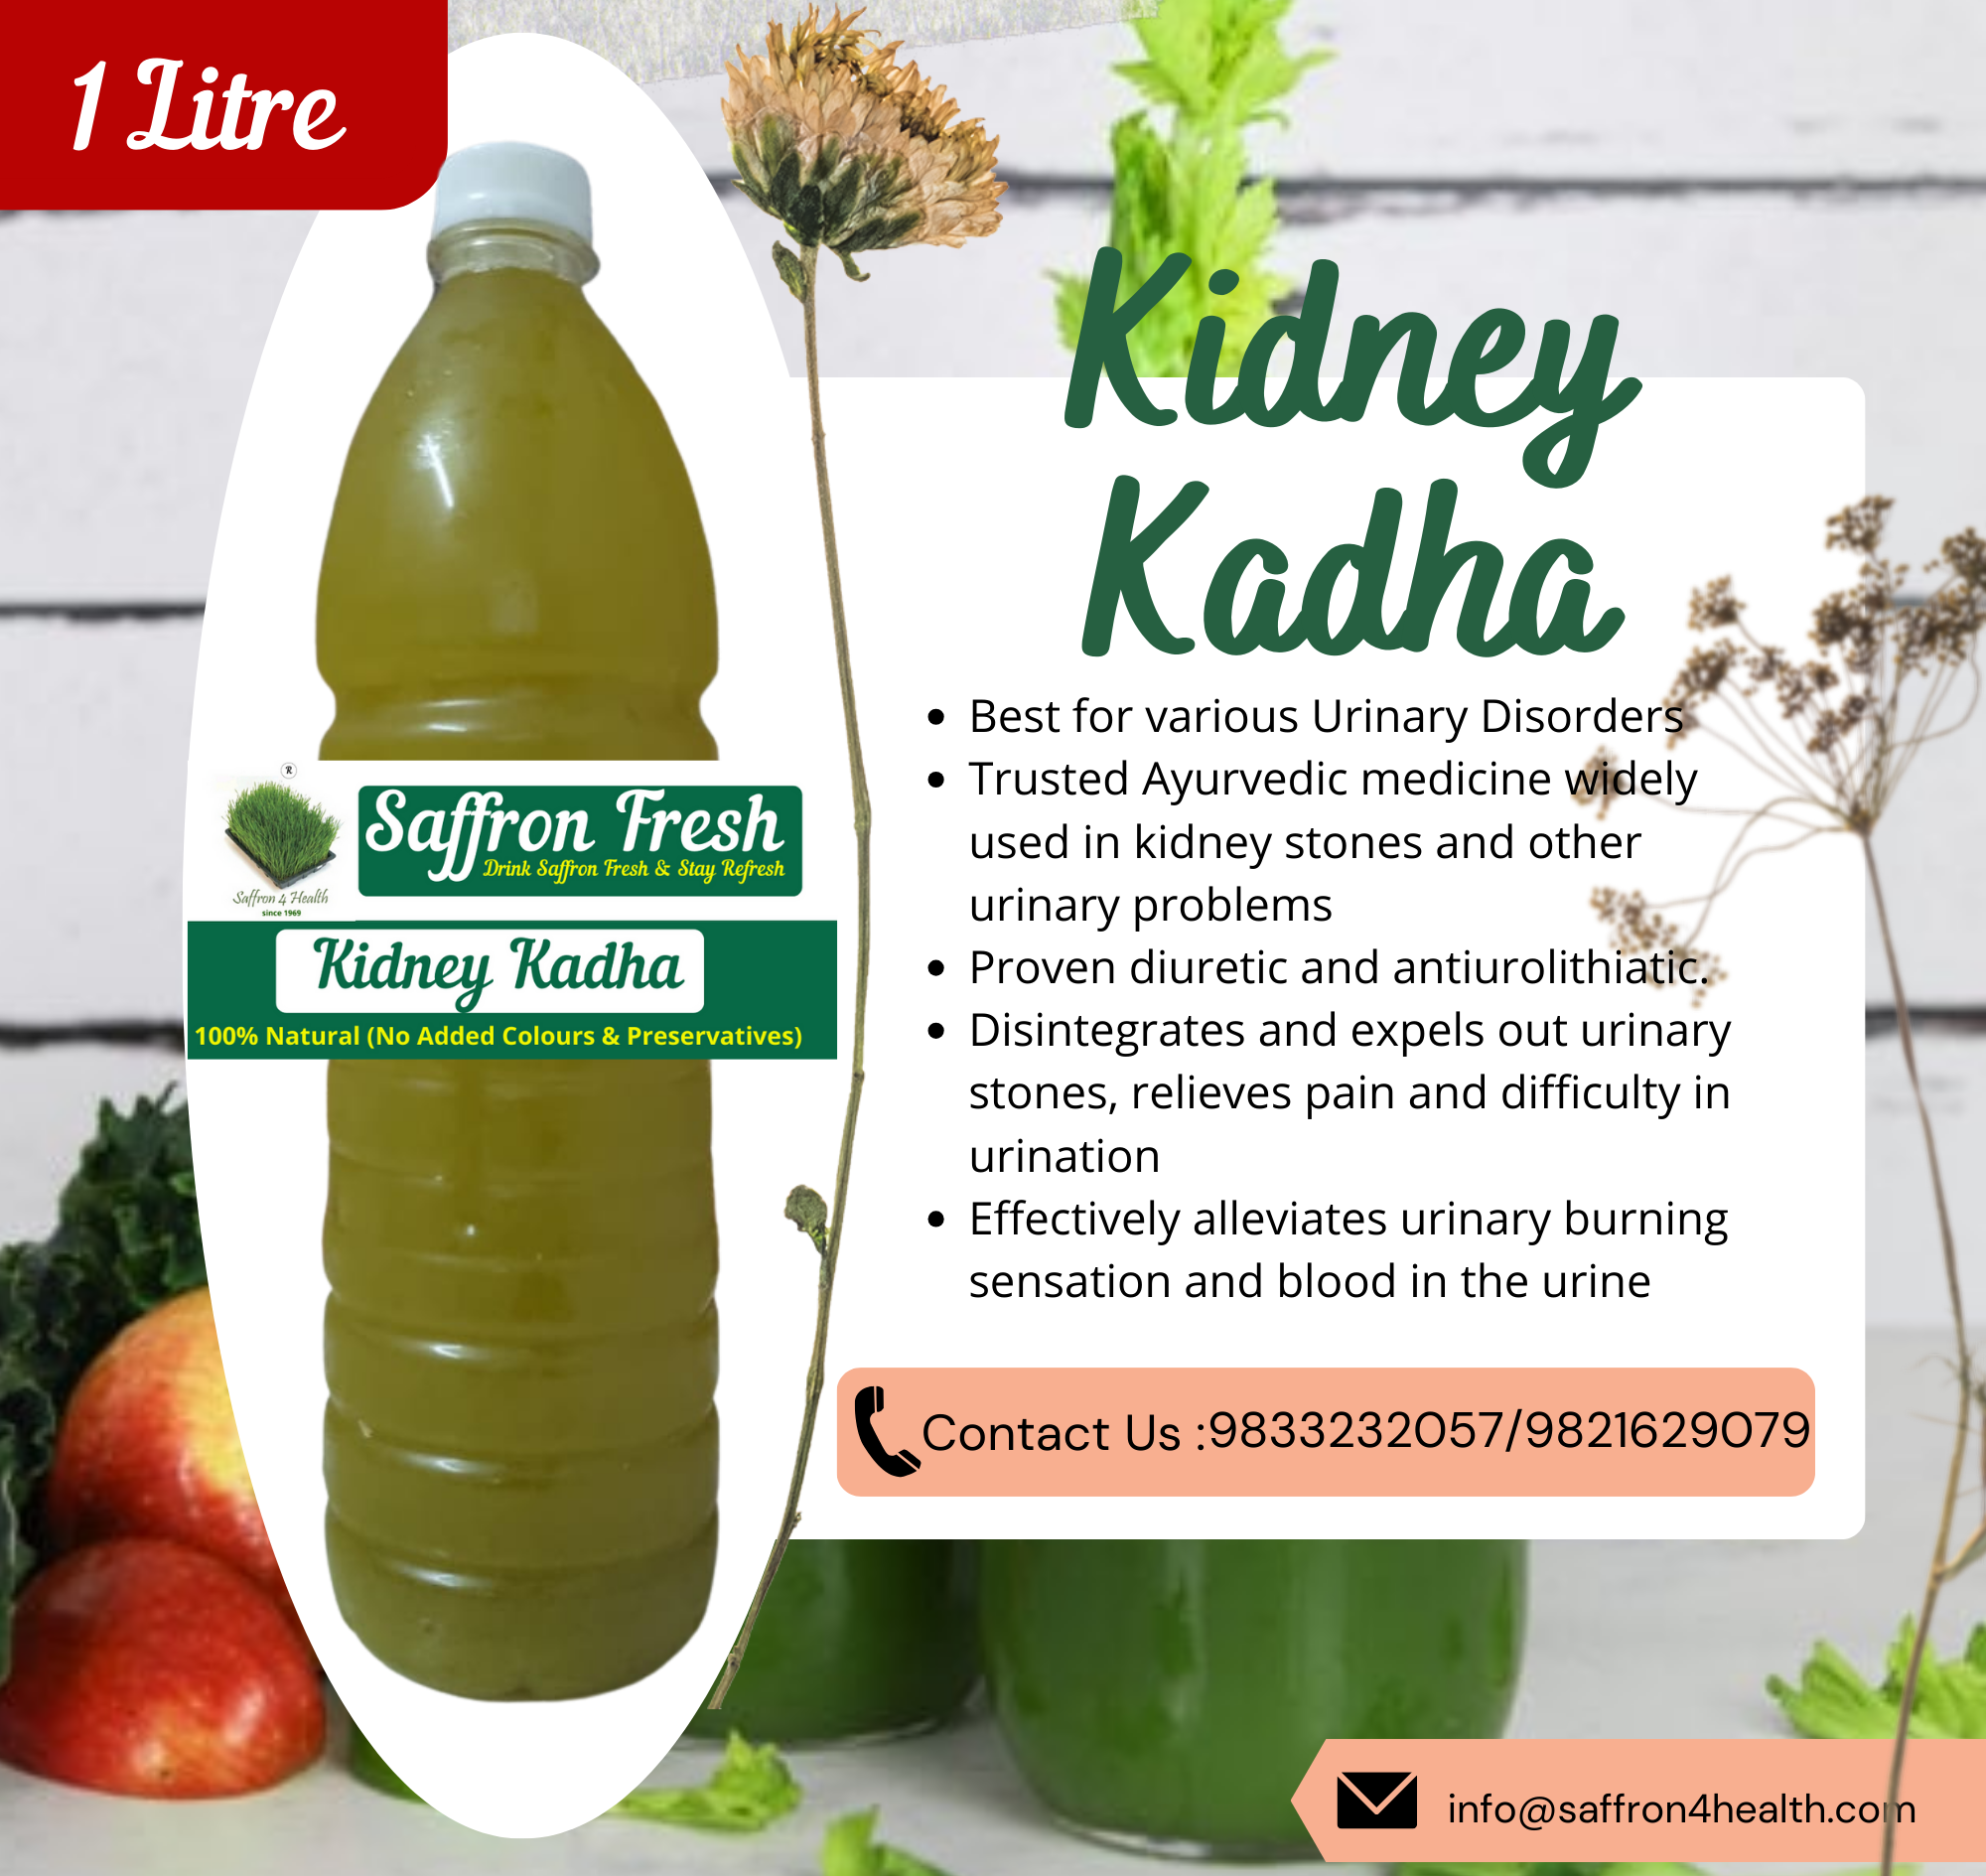 1 Litre
Kidney
Kadha
• Best for various Urinary Disorders
• Trusted Ayurvedic medicine widely
used in kidney stones and other
urinary problems
• Proven diuretic and antiurolithiatic.
• Disintegrates and expels out urinary
stones, relieves pain and difficulty in
urination
• Effectively alleviates urinary burning
sensation and blood in the urine
®
Saffron Fresh
Drink Saffron Fresh & Stay Refresh
Saffron 4 Health
since 1969
Kidney Kadha
100% Natural (No Added Colours & Preservatives)
Contact Us :9833232057/9821629079
info@saffron4health.com